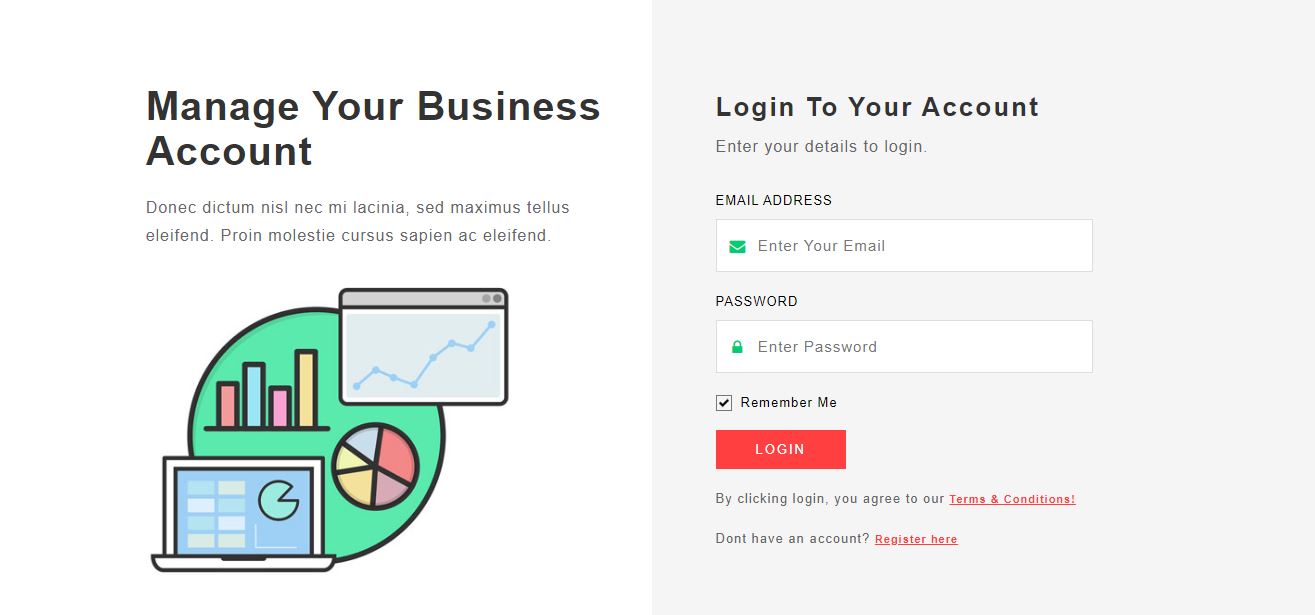 Manage Your Business
Account
Donec dictum nisl nec mi lacinia, sed maximus tellus
eleifend. Proin molestie cursus sapien ac eleifend.
Login To Your Account
Enter your details to login.
EMAIL ADDRESS
Enter Your Email
PASSWORD
Enter Password
Remember Me
LOGIN
By clicking login, you agree to our Terms & Conditions!
Dont have an account? Register here